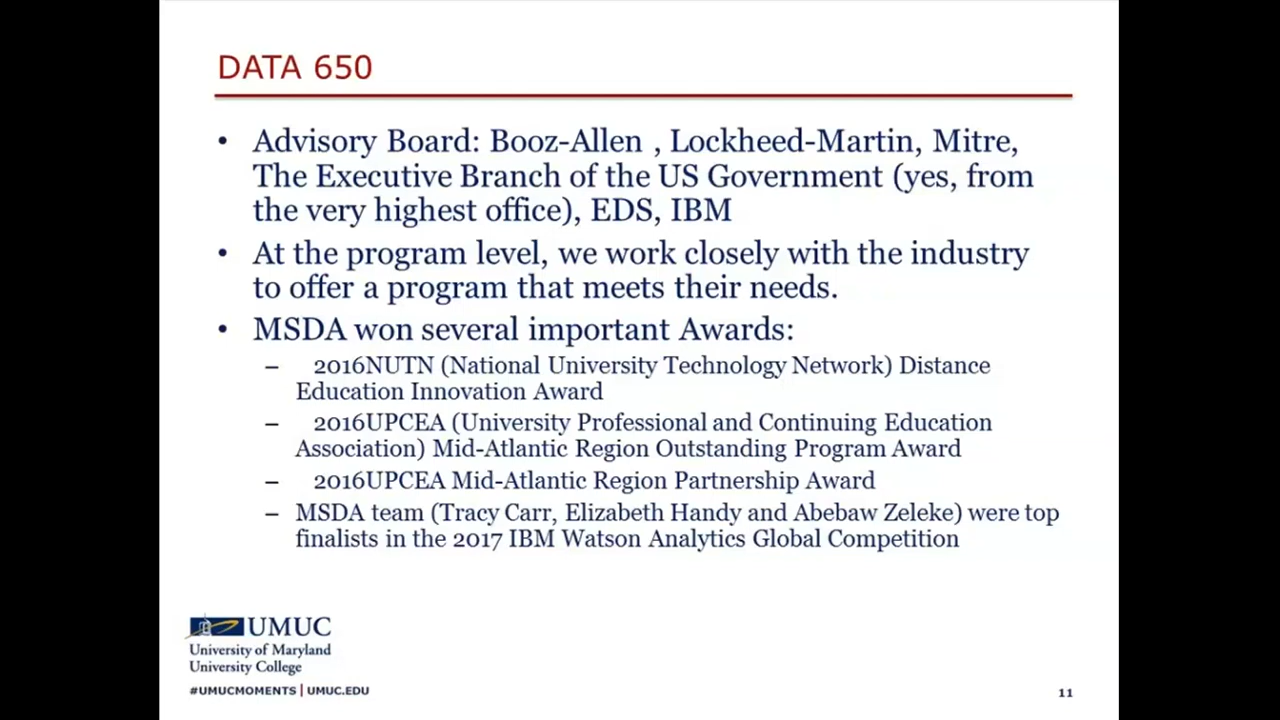 DATA 650
• Advisory Board: Booz-Allen , Lockheed-Martin, Mitre,
The Executive Branch of the US Government (yes, from
the very highest office), EDS, IBM
• At the program level, we work closely with the industry
to offer a program that meets their needs.
• MSDA won several important Awards:
– 2016NUTN (National University Technology Network) Distance
Education Innovation Award
– 2016UPCEA (University Professional and Continuing Education
Association) Mid-Atlantic Region Outstanding Program Award
– 2016UPCEA Mid-Atlantic Region Partnership Award
– MSDA team (Tracy Carr, Elizabeth Handy and Abebaw Zeleke) were top
finalists in the 2017 IBM Watson Analytics Global Competition
UMUC
University of Maryland
University College
#UMUCMOMENTS | UMUC.EDU
11